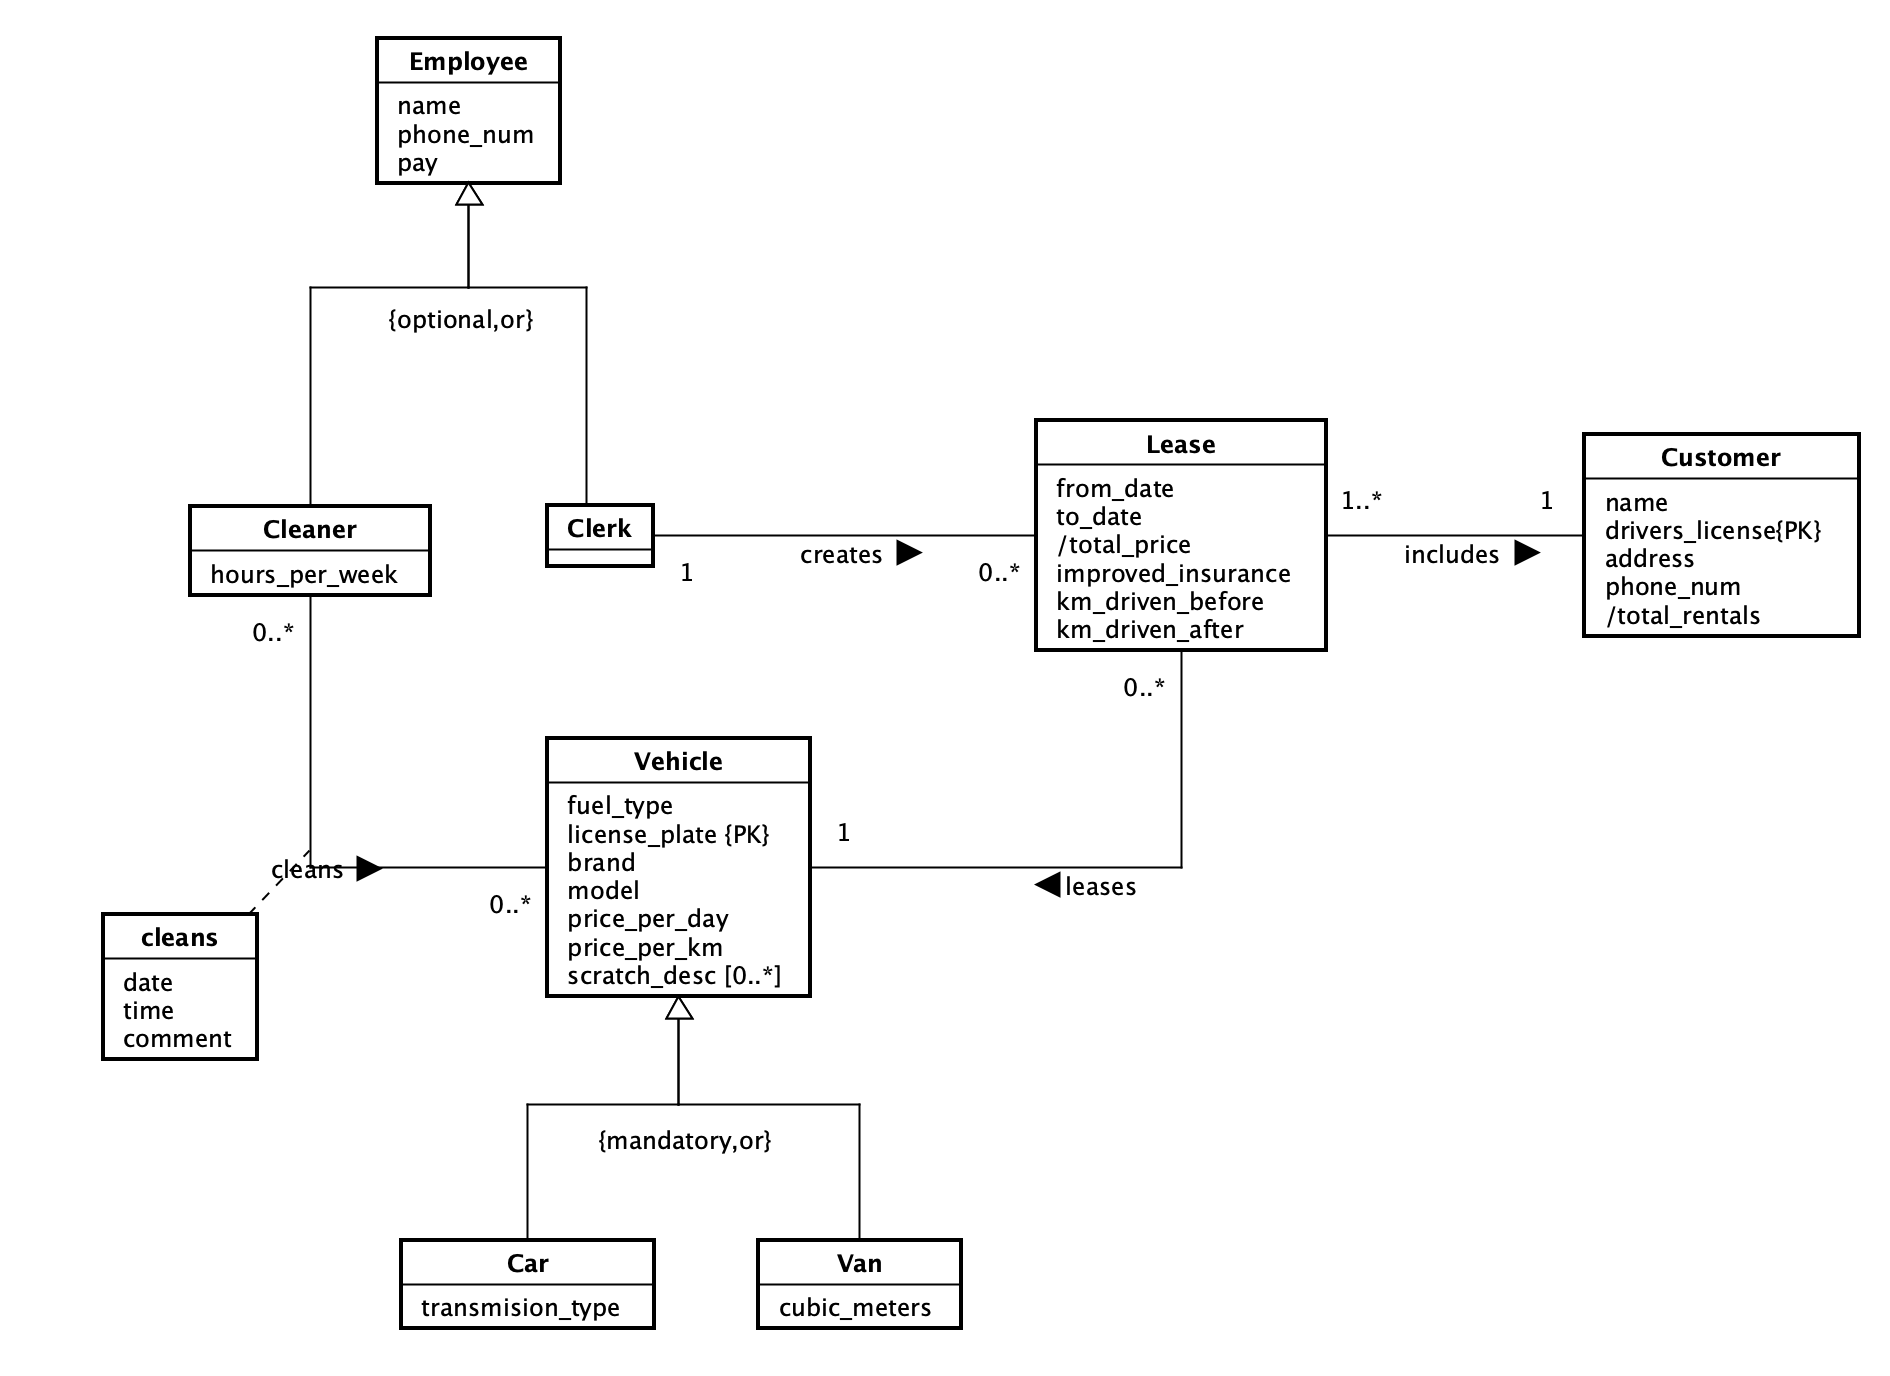 Employee
name
phone_num
pay
{optional,or}
Cleaner
hours_per_week
0..*
Clerk
1
creates
0..*
Lease
from_date
to_date
/total_price
improved_insurance
km_driven_before
km_driven_after
1..*
includes
1
Customer
name
drivers_license{PK}
address
phone_num
/total_rentals
0..*
leases
1
Vehicle
fuel_type
license_plate {PK}
brand
model
price_per_day
price_per_km
scratch_desc [0..*]
cleans
0..*
cleans
date
time
comment
{mandatory,or}
Car
transmision_type
Van
cubic_meters